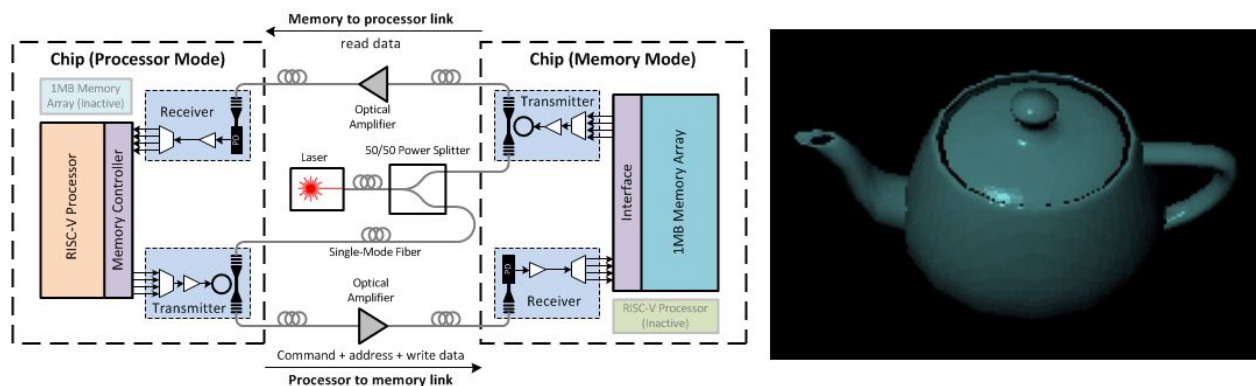 Memory to processor link
read data
Chip (Processor Mode)
1MB Memory
Array (Inactive)
Receiver
PD
RISC-V Processor
Memory Controller
Transmitter
Optical
Amplifier
Laser
50/50 Power Splitter
Single-Mode Fiber
Optical
Amplifier
Command + address + write data
Processor to memory link
Chip (Memory Mode)
Transmitter
Interface
1MB Memory Array
PD
Receiver
RISC-V Processor
(Inactive)